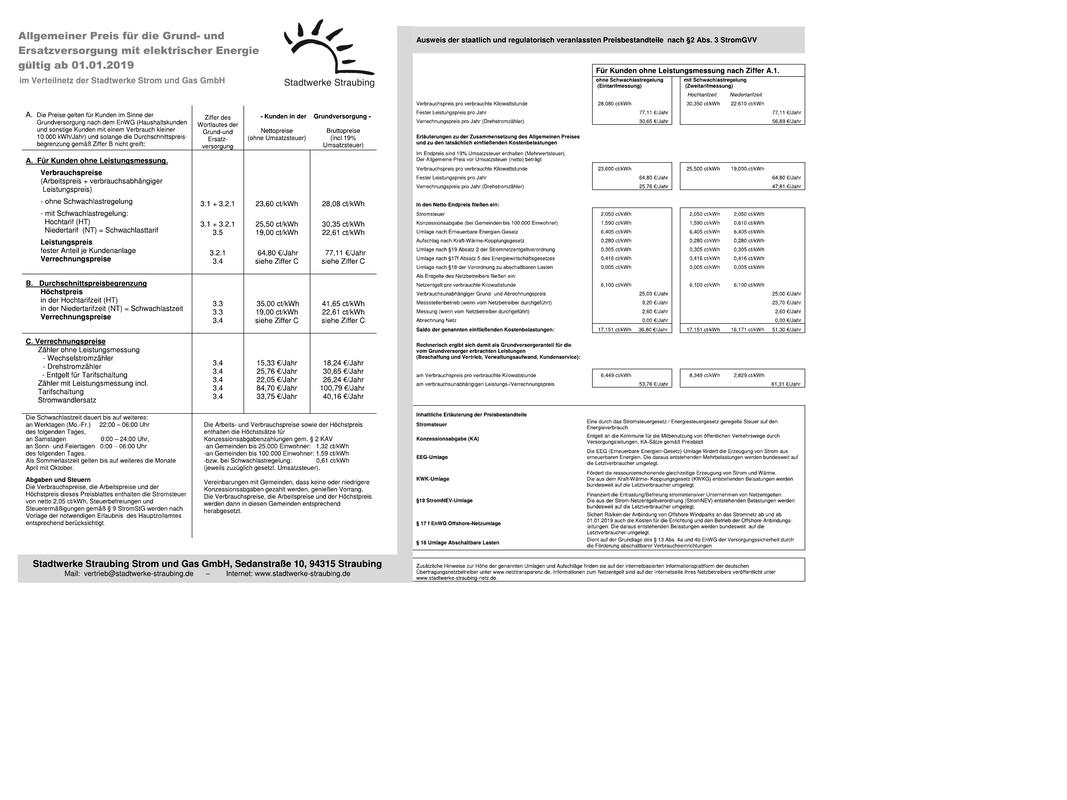 Allgemeiner Preis für die Grund- und
Ersatzversorgung mit elektrischer Energie
gültig ab 01.01.2019
im Verteilnetz der Stadtwerke Strom und Gas GmbH
Stadtwerke Straubing
A. Die Preise gelten für Kunden im Sinne der
Grundversorgung nach dem EnWG (Haushaltskunden
und sonstige Kunden mit einem Verbrauch kleiner
10.000 kWh/Jahr) und solange die Durchschnittspreis-
begrenzung gemäß Ziffer B nicht greift:
Ziffer des
Wortlautes der
Grund-und
Ersatz-
versorgung
- Kunden in der Grundversorgung -
Nettopreise
(ohne Umsatzsteuer)
Bruttopreise
(incl.19%
Umsatzsteuer)
A. Für Kunden ohne Leistungsmessung.
Verbrauchspreise
(Arbeitspreis + verbrauchsabhängiger
Leistungspreis)
- ohne Schwachlastregelung 3.1 + 3.2.1 23,60 ct/kWh 28,08 ct/kWh
- mit Schwachlastregelung:
Hochtarif (HT) 3.1 + 3.2.1 25,50 ct/kWh 30,35 ct/kWh
Niedertarif (NT) = Schwachlasttarif 3.5 19,00 ct/kWh 22,61 ct/kWh
Leistungspreis
fester Anteil je Kundenanlage 3.2.1 64,80 €/Jahr 77,11 €/Jahr
Verrechnungspreise 3.4 siehe Ziffer C siehe Ziffer C
B. Durchschnittspreisbegrenzung
Höchstpreis
in der Hochtarifzeit (HT) 3.3 35,00 ct/kWh 41,65 ct/kWh
in der Niedertarifzeit (NT) = Schwachlastzeit 3.3 19,00 ct/kWh 22,61 ct/kWh
Verrechnungspreise 3.4 siehe Ziffer C siehe Ziffer C
C. Verrechnungspreise
Zähler ohne Leistungsmessung
- Wechselstromzähler 3.4 15,33 €/Jahr 18,24 €/Jahr
- Drehstromzähler 3.4 25,76 €/Jahr 30,65 €/Jahr
- Entgelt für Tarifschaltung 3.4 22,05 €/Jahr 26,24 €/Jahr
Zähler mit Leistungsmessung incl.
Tarifschaltung 3.4 84,70 €/Jahr 100,79 €/Jahr
Stromwandlersatz 3.4 33,75 €/Jahr 40,16 €/Jahr
Die Schwachlastzeit dauert bis auf weiteres:
an Werktagen (Mo.-Fr.) 22:00 – 06:00 Uhr
des folgenden Tages,
an Samstagen 0:00 – 24:00 Uhr,
an Sonn - und Feiertagen 0:00 - 06:00 Uhr
des folgenden Tages.
Als Sommerlastzeit gelten bis auf weiteres die Monate
April mit Oktober.
Abgaben und Steuern
Die Verbrauchspreise, die Arbeitspreise und der
Höchstpreis dieses Preisblattes enthalten die Stromsteuer
von netto 2,05 ct/kWh, Steuerbefreiungen und
Steuerermäßigungen gemäß § 9 StromStG werden nach
Vorlage der notwendigen Erlaubnis des Hauptzollamtes
entsprechend berücksichtigt.
Die Arbeits- und Verbrauchspreise sowie der Höchstpreis
enthalten die Höchstsätze für
Konzessionsabgabenzahlungen gem. § 2 KAV
-an Gemeinden bis 25.000 Einwohner: 1,32 ct/kWh
-an Gemeinden bis 100.000 Einwohner: 1,59 ct/kWh
-bzw. bei Schwachlastregelung: 0,61 ct/kWh
(jeweils zuzüglich gesetzl. Umsatzsteuer).
Vereinbarungen mit Gemeinden, dass keine oder niedrigere
Konzessionsabgaben gezahlt werden, genießen Vorrang.
Die Verbrauchspreise, die Arbeitspreise und der Höchstpreis
werden dann in diesen Gemeinden entsprechend
herabgesetzt.
Stadtwerke Straubing Strom und Gas GmbH, Sedanstraße 10, 94315 Straubing
Mail: vertrieb@stadtwerke-straubing.de – Internet: www.stadtwerke-straubing.de
Ausweis der staatlich und regulatorisch veranlassten Preisbestandteile nach §2 Abs. 3 StromGVV
Für Kunden ohne Leistungsmessung nach Ziffer A.1.
ohne Schwachlastregelung
(Eintarifmessung)
mit Schwachlastregelung
(Zweitarifmessung)
Hochtarifzeit Niedertarifzeit
Verbrauchspreis pro verbrauchte Kilowattstunde 28,080 ct/kWh 30,350 ct/kWh 22,610 ct/kWh
Fester Leistungspreis pro Jahr 77,11 €/Jahr 77,11 €/Jahr
Verrechnungspreis pro Jahr (Drehstromzähler) 30,65 €/Jahr 56,89 €/Jahr
Erläuterungen zu der Zusammensetzung des Allgemeinen Preises
und zu den tatsächlich einfließenden Kostenbelastungen
Im Endpreis sind 19% Umsatzsteuer enthalten (Mehrwertsteuer).
Der Allgemeine Preis vor Umsatzsteuer (netto) beträgt
Verbrauchspreis pro verbrauchte Kilowattstunde 23,600 ct/kWh 25,500 ct/kWh 19,000 ct/kWh
Fester Leistungspreis pro Jahr 64,80 €/Jahr 64,80 €/Jahr
Verrechnungspreis pro Jahr (Drehstromzähler) 25,76 €/Jahr 47,81 €/Jahr
In den Netto-Endpreis fließen ein:
Stromsteuer 2,050 ct/kWh 2,050 ct/kWh 2,050 ct/kWh
Konzessionsabgabe (bei Gemeinden bis 100.000 Einwohner) 1,590 ct/kWh 1,590 ct/kWh 0,610 ct/kWh
Umlage nach Erneuerbare Energien-Gesetz 6,405 ct/kWh 6,405 ct/kWh 6,405 ct/kWh
Aufschlag nach Kraft-Wärme-Kopplungsgesetz 0,280 ct/kWh 0,280 ct/kWh 0,280 ct/kWh
Umlage nach §19 Absatz 2 der Stromnetzentgeltverordnung 0,305 ct/kWh 0,305 ct/kWh 0,305 ct/kWh
Umlage nach §17f Absatz 5 des Energiewirtschaftsgesetzes 0,416 ct/kWh 0,416 ct/kWh 0,416 ct/kWh
Umlage nach §18 der Verordnung zu abschaltbaren Lasten 0,005 ct/kWh 0,005 ct/kWh 0,005 ct/kWh
Als Entgelte des Netzbetreibers fließen ein:
Netzentgelt pro verbrauchte Kilowattstunde 6,100 ct/kWh 6,100 ct/kWh 6,100 ct/kWh
Verbrauchsunabhängiger Grund- und Abrechnungspreis 25,00 €/Jahr 25,00 €/Jahr
Messstellenbetrieb (wenn vom Netzbetreiber durchgeführt) 9,20 €/Jahr 23,70 €/Jahr
Messung (wenn vom Netzbetreiber durchgeführt) 2,60 €/Jahr 2,60 €/Jahr
Abrechnung Netz 0,00 €/Jahr 0,00 €/Jahr
Saldo der genannten einfließenden Kostenbelastungen: 17,151 ct/kWh 36,80 €/Jahr 17,151 ct/kWh 16,171 ct/kWh 51,30 €/Jahr
Rechnerisch ergibt sich damit als Grundversorgeranteil für die
vom Grundversorger erbrachten Leistungen
(Beschaffung und Vertrieb, Verwaltungsaufwand, Kundenservice):
am Verbrauchspreis pro verbrauchte Kilowattstunde 6,449 ct/kWh 8,349 ct/kWh 2,829 ct/kWh
am verbrauchsunabhängigen Leistungs-/Verrechnungspreis 53,76 €/Jahr 61,31 €/Jahr
Inhaltliche Erläuterung der Preisbestandteile
Stromsteuer
Eine durch das Stromsteuergesetz / Energiesteuergesetz geregelte Steuer auf den
Energieverbrauch
Konzessionsabgabe (KA)
Entgelt an die Kommune für die Mitbenutzung von öffentlichen Verkehrswegen durch
Versorgungsleitungen, KA-Sätze gemäß Preisblatt
EEG-Umlage
Die EEG (Erneuerbare-Energien-Gesetz) Umlage fördert die Erzeugung von Strom aus
erneuerbaren Energien. Die daraus entstehenden Mehrbelastungen werden bundesweit auf
die Letztverbraucher umgelegt.
KWK-Umlage
Fördert die ressourcenschonende gleichzeitige Erzeugung von Strom und Wärme.
Die aus dem Kraft-Wärme- Kopplungsgesetz (KWKG) entstehenden Belastungen werden
bundesweit auf die Letztverbraucher umgelegt.
§19 StromNEV-Umlage
Finanziert die Entlastung/Befreiung stromintensiver Unternehmen von Netzentgelten.
Die aus der Strom-Netzentgeltverordnung (StromNEV) entstehenden Belastungen werden
bundesweit auf die Letztverbraucher umgelegt.
§ 17 f EnWG Offshore-Netzumlage
Sichert Risiken der Anbindung von Offshore Windparks an das Stromnetz ab und ab
01.01.2019 auch die Kosten für die Errichtung und den Betrieb der Offshore-Anbindungs-
leitungen. Die daraus entstehenden Belastungen werden bundesweit auf die
Letztverbraucher umgelegt.
§ 18 Umlage Abschaltbare Lasten
Dient auf der Grundlage des § 13 Abs. 4a und 4b EnWG der Versorgungssicherheit durch
die Förderung abschaltbarer Verbrauchseinrichtungen
Zusätzliche Hinweise zur Höhe der genannten Umlagen und Aufschläge finden sie auf der internetbasierten Informationsplattform der deutschen
Übertragungsnetzbetreiber unter www.netztransparenz.de. Informationen zum Netzentgelt sind auf der Internetseite Ihres Netzbetreibers veröffentlicht unter
www.stadtwerke-straubing-netz.de.